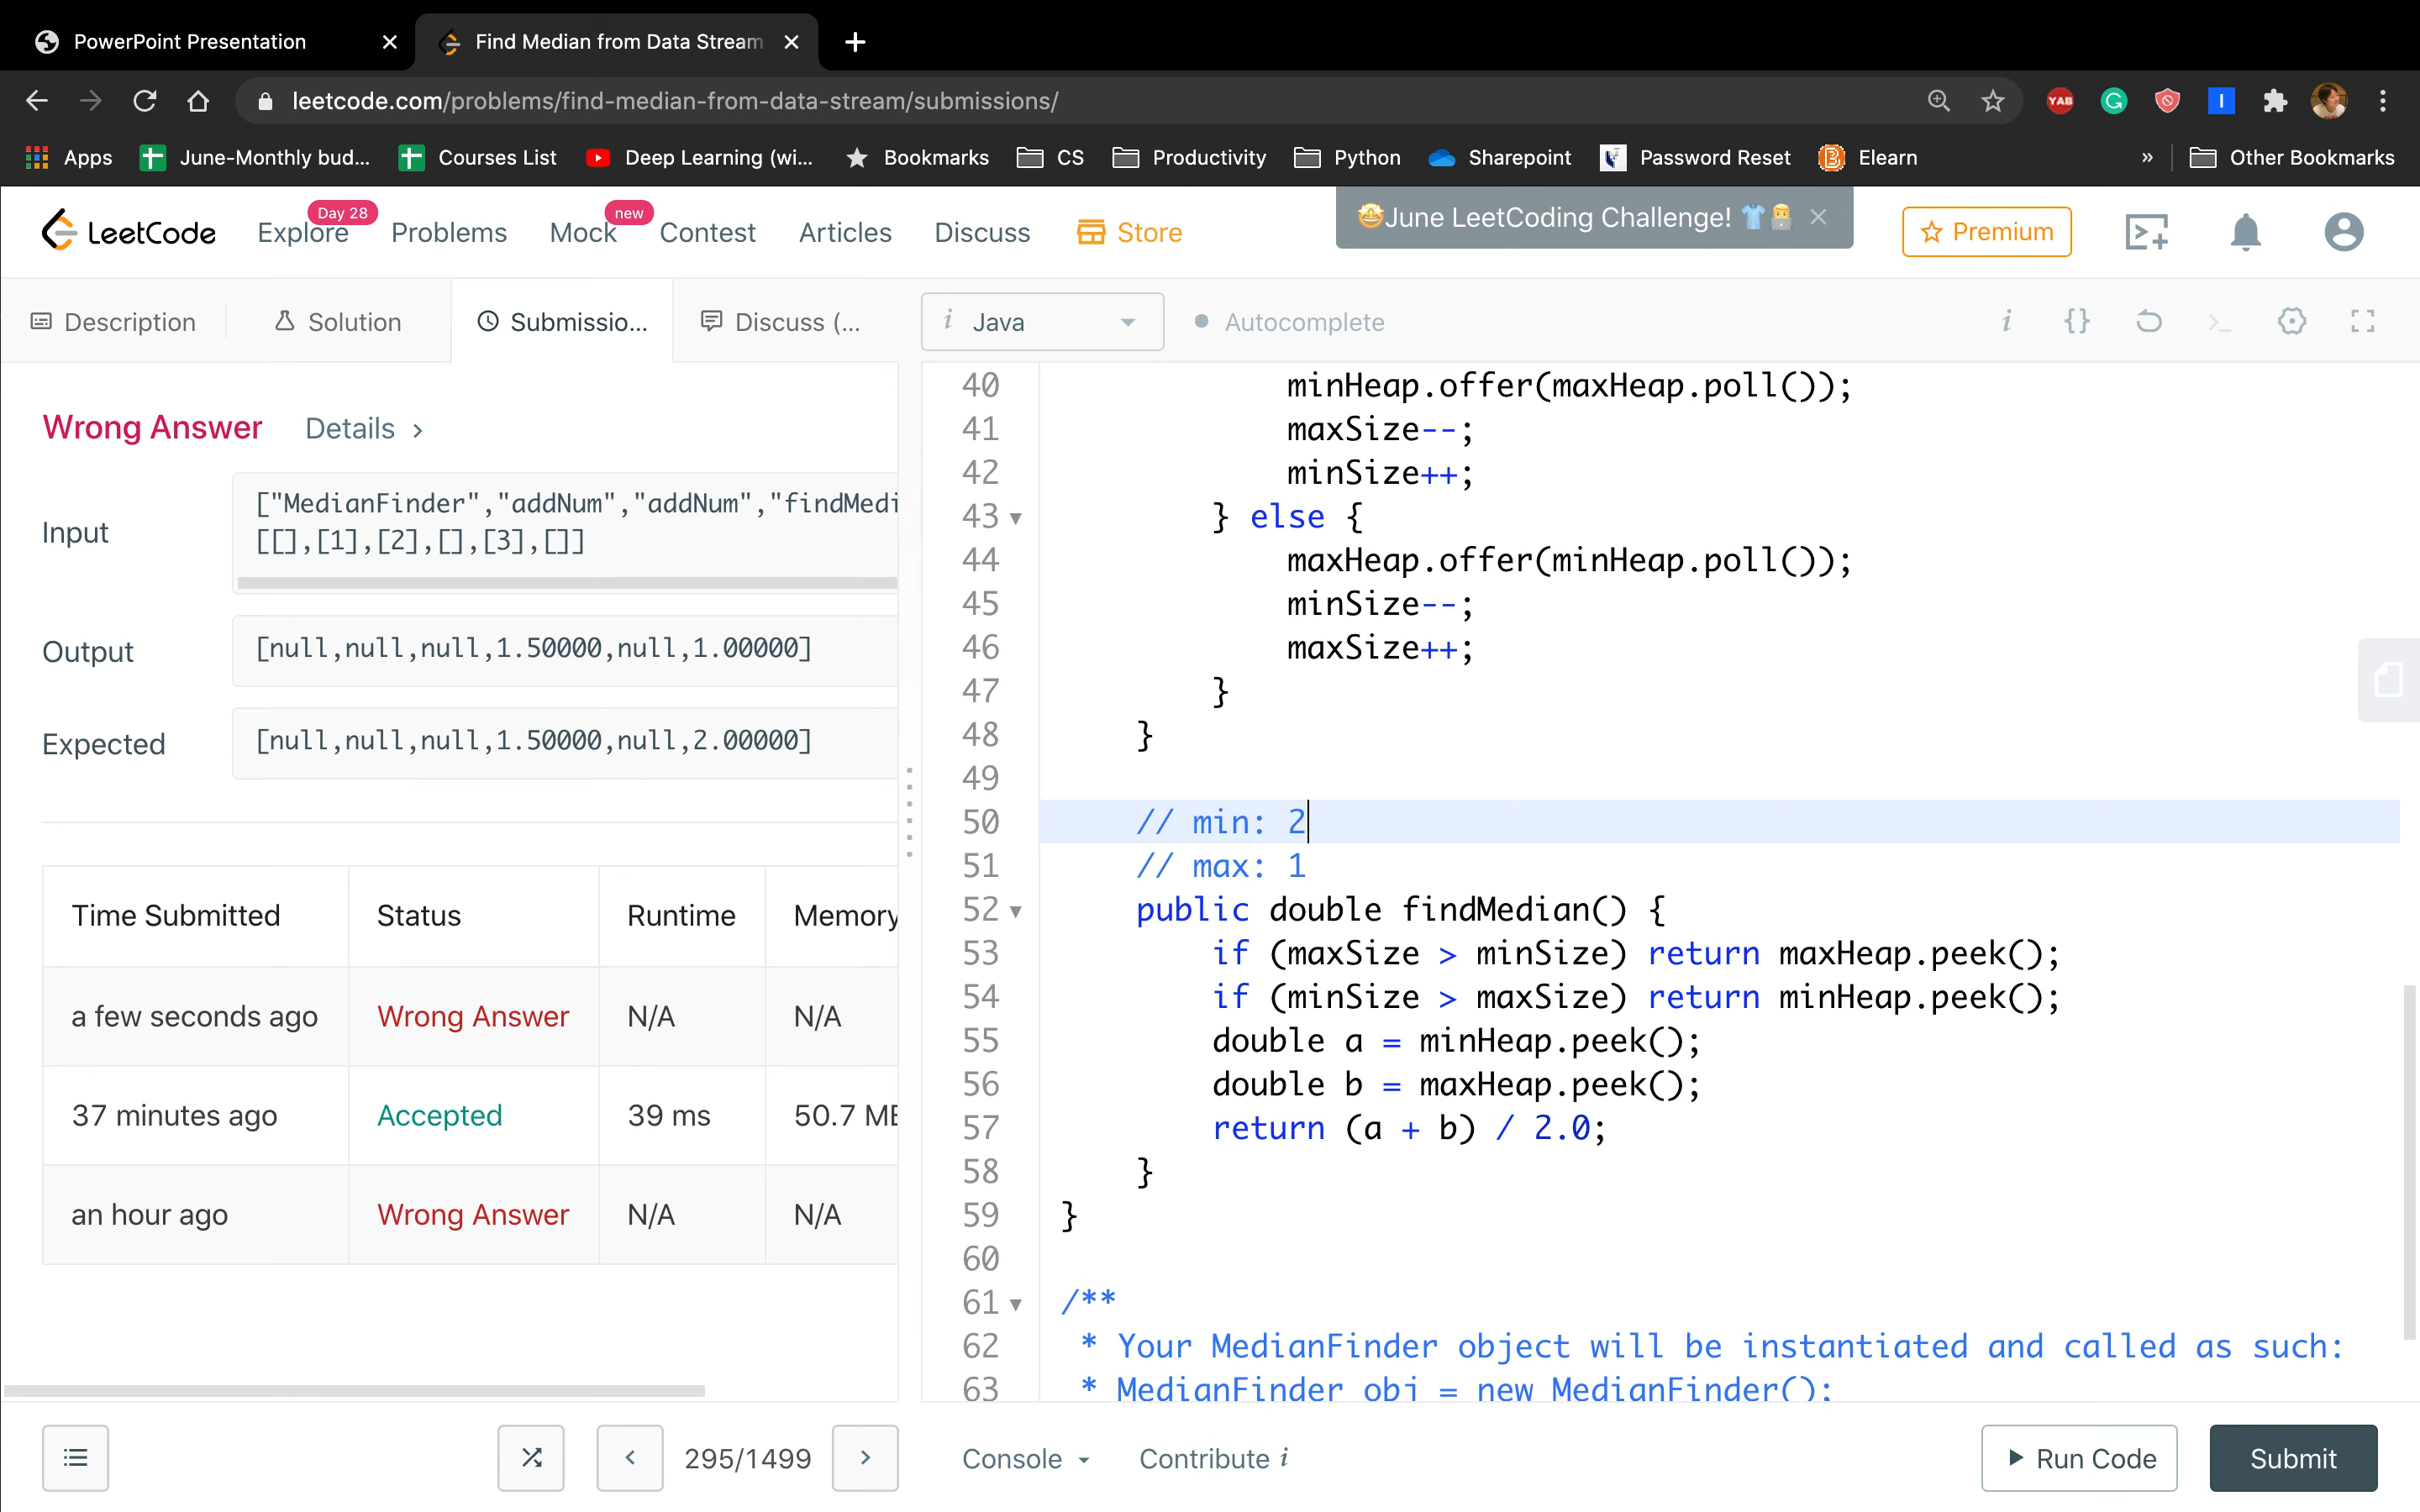 PowerPoint Presentation
Find Median from Data Stream
leetcode.com/problems/find-median-from-data-stream/submissions/
YAB
Apps
June-Monthly bud...
Courses List
Deep Learning (wi...
Bookmarks
CS
Productivity
Python
Sharepoint
Password Reset
Elearn
»
Other Bookmarks
LeetCode
Explore
Day 28
Problems
Mock
new
Contest
Articles
Discuss
Store
🤩June LeetCoding Challenge! 👕
Premium
Description
Solution
Submissio...
Discuss (...
i Java
Autocomplete
i {}
Wrong Answer
Details >
Input
["MedianFinder","addNum","addNum","findMedi
[[],[1],[2],[],[3],[]]
Output
[null,null,null,1.50000,null,1.00000]
Expected
[null,null,null,1.50000,null,2.00000]
Time Submitted Status Runtime Memory
a few seconds ago Wrong Answer N/A N/A
37 minutes ago Accepted 39 ms 50.7 MB
an hour ago Wrong Answer N/A N/A
40 minHeap.offer(maxHeap.poll());
41 maxSize--;
42 minSize++;
43 } else {
44 maxHeap.offer(minHeap.poll());
45 minSize--;
46 maxSize++;
47 }
48 }
49
50 // min: 2
51 // max: 1
52 public double findMedian() {
53 if (maxSize > minSize) return maxHeap.peek();
54 if (minSize > maxSize) return minHeap.peek();
55 double a = minHeap.peek();
56 double b = maxHeap.peek();
57 return (a + b) / 2.0;
58 }
59 }
60
61 /**
62 * Your MedianFinder object will be instantiated and called as such:
63 * MedianFinder obj = new MedianFinder();
295/1499
Console
Contribute i
Run Code
Submit